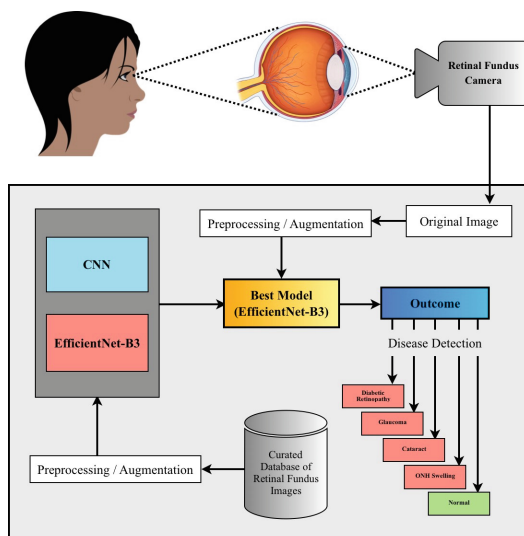 Retinal Fundus
Camera
Preprocessing / Augmentation
Original Image
CNN
EfficientNet-B3
Best Model
(EfficientNet-B3)
Outcome
Disease Detection
Diabetic
Retinopathy
Glaucoma
Cataract
ONH Swelling
Normal
Preprocessing / Augmentation
Curated
Database of
Retinal Fundus
Images